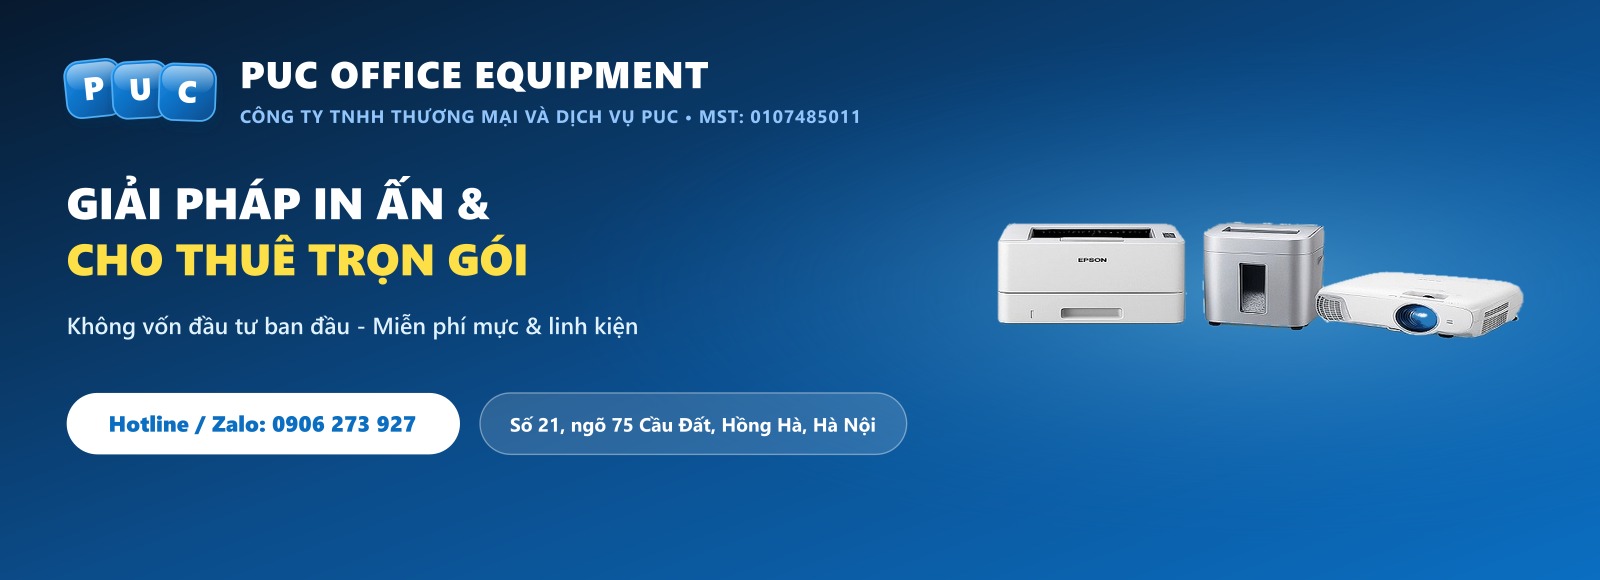 P U C
PUC OFFICE EQUIPMENT
CÔNG TY TNHH THƯƠNG MẠI VÀ DỊCH VỤ PUC • MST: 0107485011
GIẢI PHÁP IN ẤN &
CHO THUÊ TRỌN GÓI
Không vốn đầu tư ban đầu - Miễn phí mực & linh kiện
Hotline / Zalo: 0906 273 927
Số 21, ngõ 75 Cầu Đất, Hồng Hà, Hà Nội
EPSON